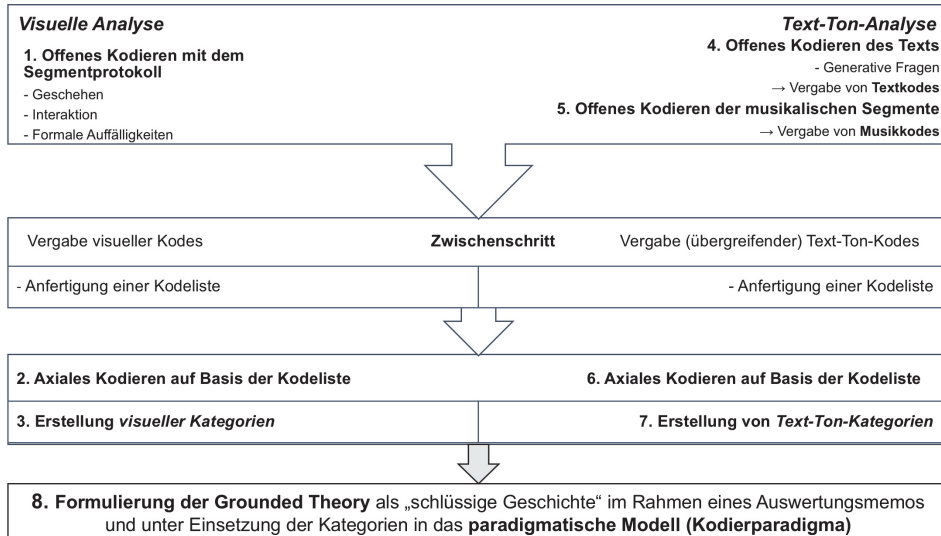 Visuelle Analyse
1. Offenes Kodieren mit dem
Segmentprotokoll
- Geschehen
- Interaktion
- Formale Auffälligkeiten
Text-Ton-Analyse
4. Offenes Kodieren des Texts
- Generative Fragen
→ Vergabe von Textkodes
5. Offenes Kodieren der musikalischen Segmente
→ Vergabe von Musikkodes
Vergabe visueller Kodes
Zwischenschritt
Vergabe (übergreifender) Text-Ton-Kodes
- Anfertigung einer Kodeliste
- Anfertigung einer Kodeliste
2. Axiales Kodieren auf Basis der Kodeliste
6. Axiales Kodieren auf Basis der Kodeliste
3. Erstellung visueller Kategorien
7. Erstellung von Text-Ton-Kategorien
8. Formulierung der Grounded Theory als „schlüssige Geschichte“ im Rahmen eines Auswertungsmemos
und unter Einsetzung der Kategorien in das paradigmatische Modell (Kodierparadigma)